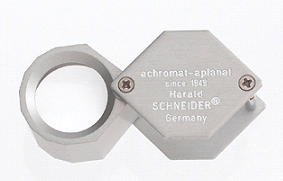 achromat-aplanat
since 1949
Harald
SCHNEIDER®
Germany